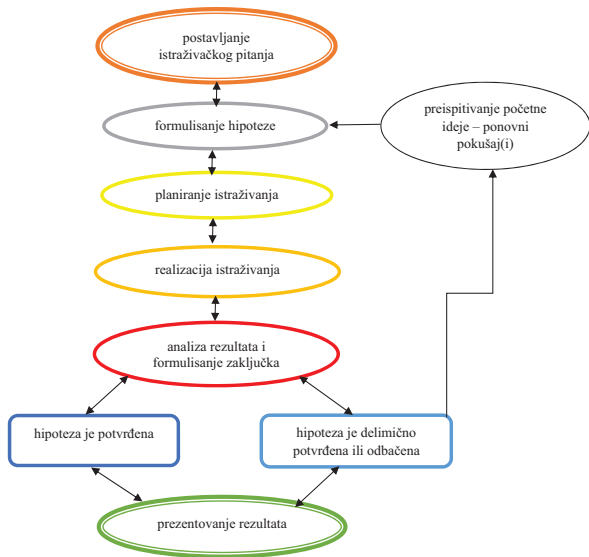 postavljanje
istraživačkog pitanja
formulisanje hipoteze
preispitivanje početne
ideje – ponovni
pokušaj(i)
planiranje istraživanja
realizacija istraživanja
analiza rezultata i
formulisanje zaključka
hipoteza je potvrđena
hipoteza je delimično
potvrđena ili odbačena
prezentovanje rezultata